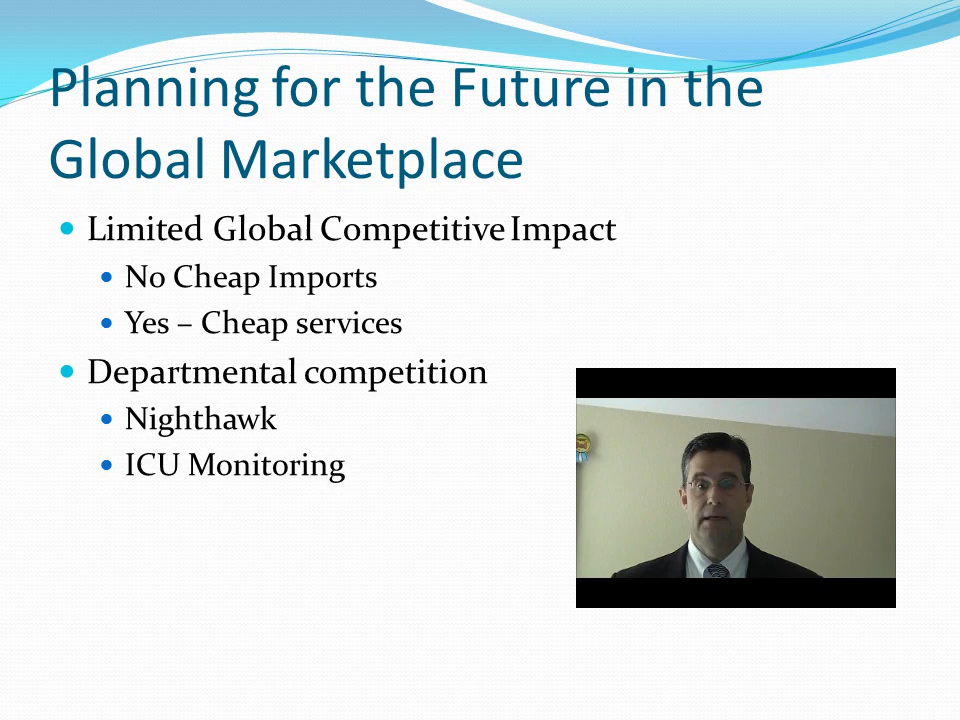 Planning for the Future in the
Global Marketplace
Limited Global Competitive Impact
No Cheap Imports
Yes – Cheap services
Departmental competition
Nighthawk
ICU Monitoring